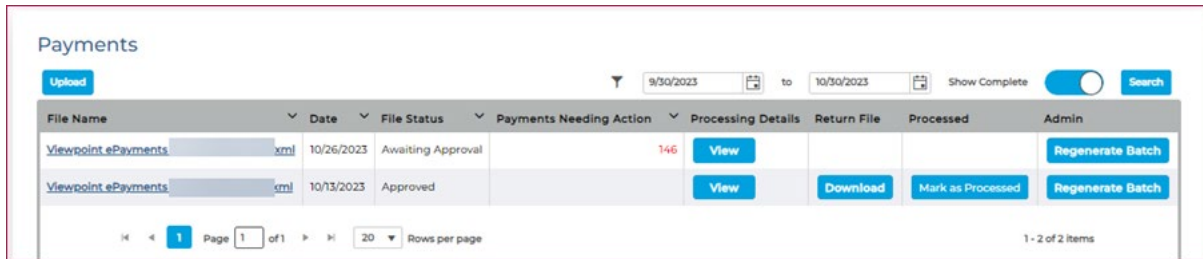 Payments
Upload 9/30/2023 to 10/30/2023 Show Complete Search
File Name Date File Status Payments Needing Action Processing Details Return File Processed Admin
Viewpoint ePayments xml 10/26/2023 Awaiting Approval 146 View Regenerate Batch
Viewpoint ePayments xml 10/13/2023 Approved View Download Mark as Processed Regenerate Batch
1 Page 1 of 1 20 Rows per page 1 - 2 of 2 items